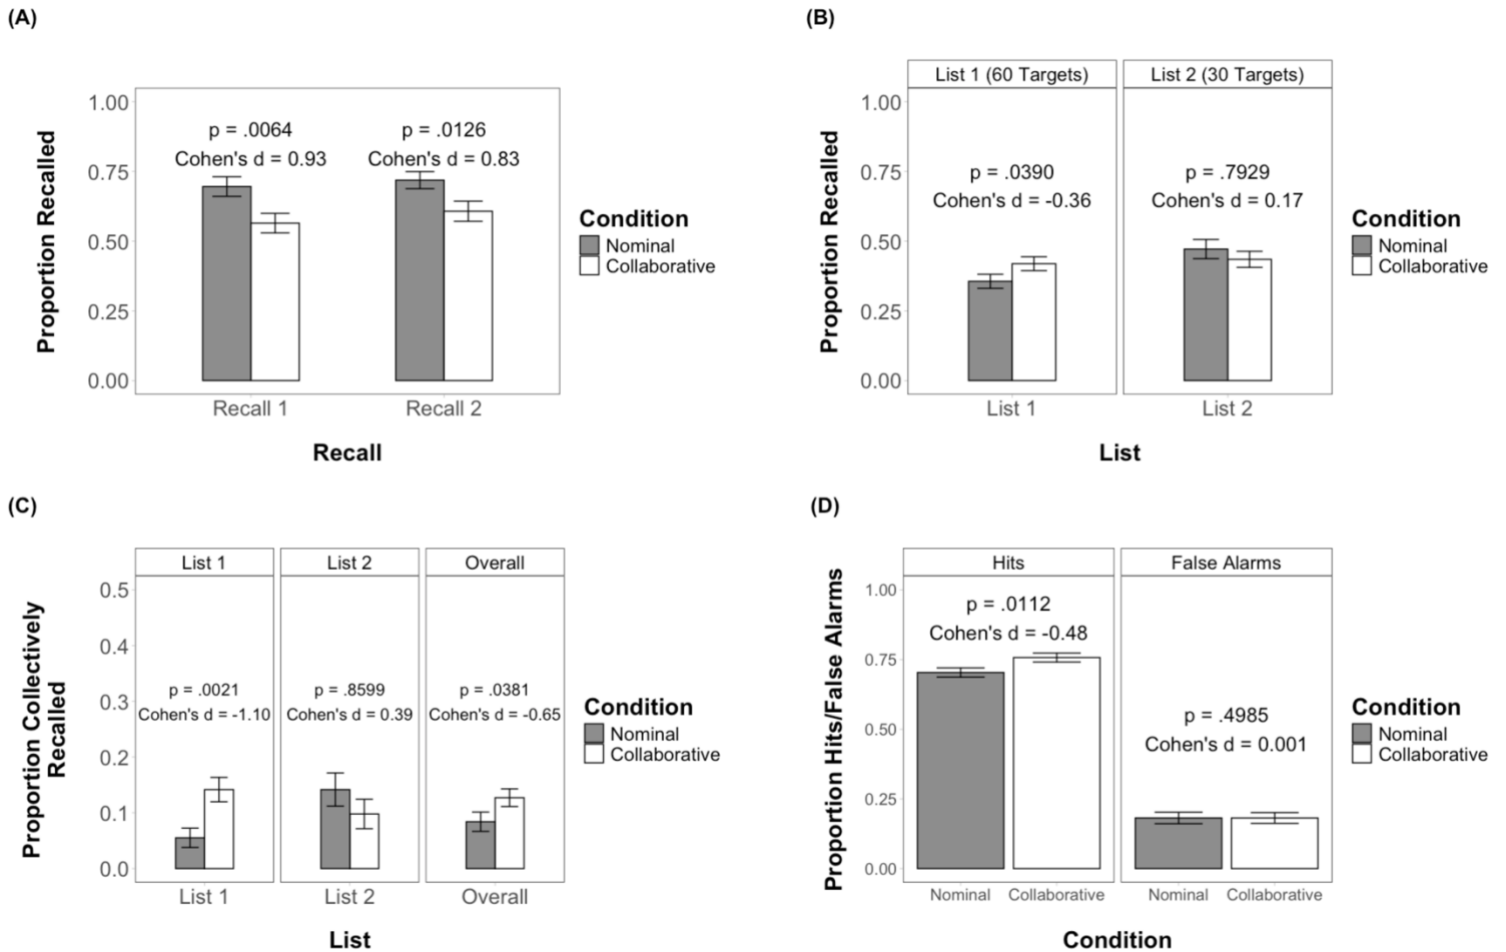 (A)
1.00
0.75
0.50
0.25
0.00
Proportion Recalled
p = .0064
Cohen's d = 0.93
p = .0126
Cohen's d = 0.83
Recall 1
Recall 2
Recall
Condition
Nominal
Collaborative
(B)
List 1 (60 Targets)
List 2 (30 Targets)
1.00
0.75
0.50
0.25
0.00
Proportion Recalled
p = .0390
Cohen's d = -0.36
p = .7929
Cohen's d = 0.17
List 1
List 2
List
Condition
Nominal
Collaborative
(C)
List 1
List 2
Overall
0.5
0.4
0.3
0.2
0.1
0.0
Proportion Collectively
Recalled
p = .0021
Cohen's d = -1.10
p = .8599
Cohen's d = 0.39
p = .0381
Cohen's d = -0.65
List 1
List 2
Overall
List
Condition
Nominal
Collaborative
(D)
Hits
False Alarms
1.00
0.75
0.50
0.25
0.00
Proportion Hits/False Alarms
p = .0112
Cohen's d = -0.48
p = .4985
Cohen's d = 0.001
Nominal
Collaborative
Nominal
Collaborative
Condition
Condition
Nominal
Collaborative